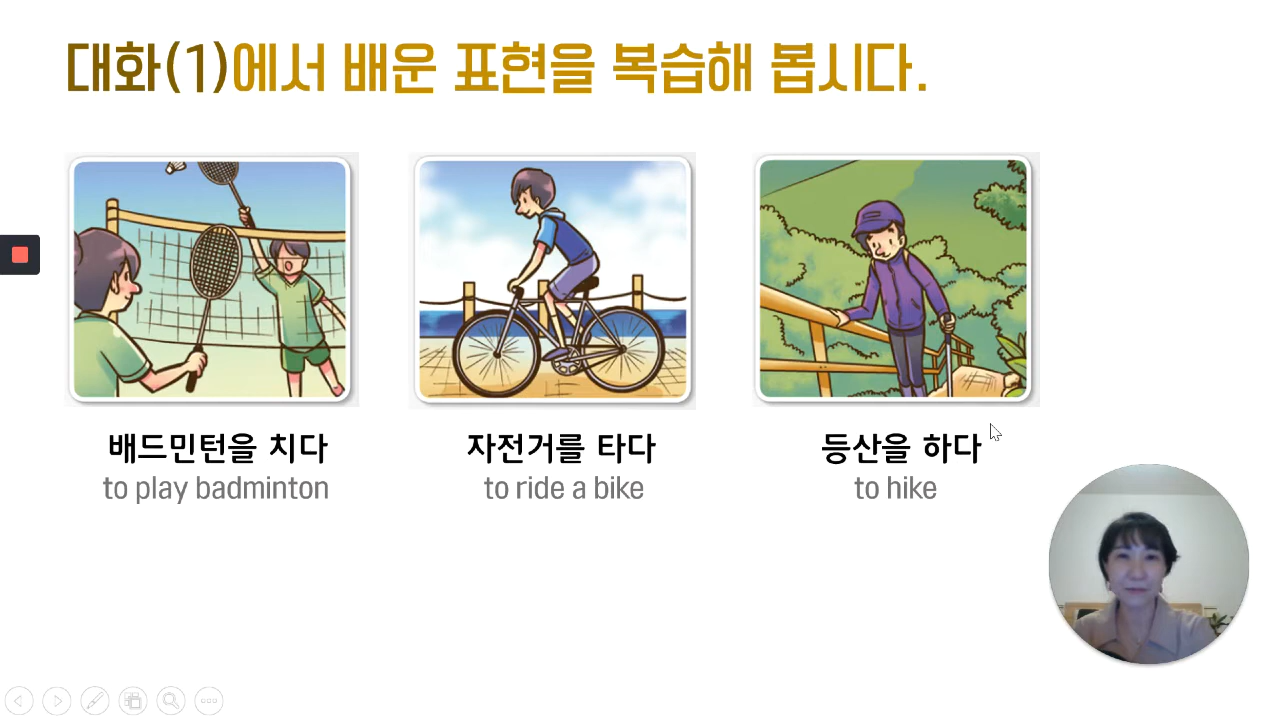 대화(1)에서 배운 표현을 복습해 봅시다.
배드민턴을 치다
to play badminton
자전거를 타다
to ride a bike
등산을 하다
to hike